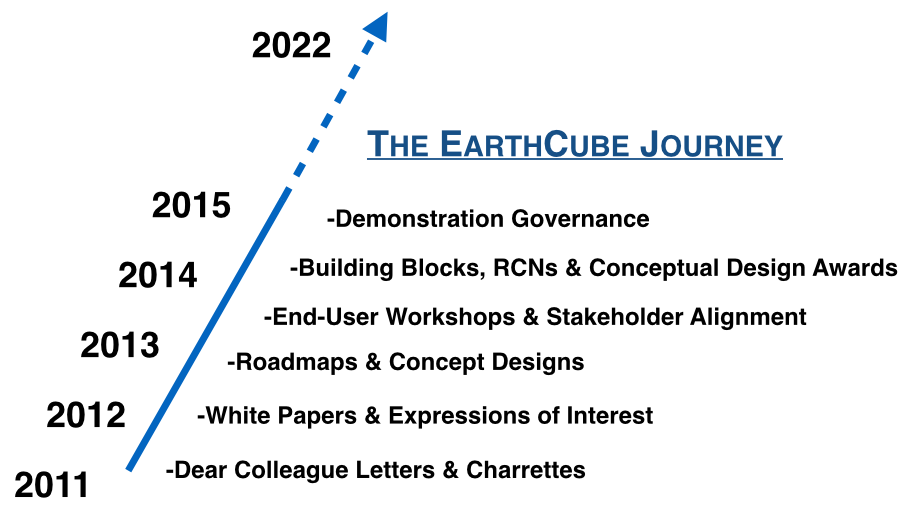 2022
THE EARTHCUBE JOURNEY
2015
-Demonstration Governance
2014
-Building Blocks, RCNs & Conceptual Design Awards
-End-User Workshops & Stakeholder Alignment
2013
-Roadmaps & Concept Designs
2012
-White Papers & Expressions of Interest
2011
-Dear Colleague Letters & Charrettes